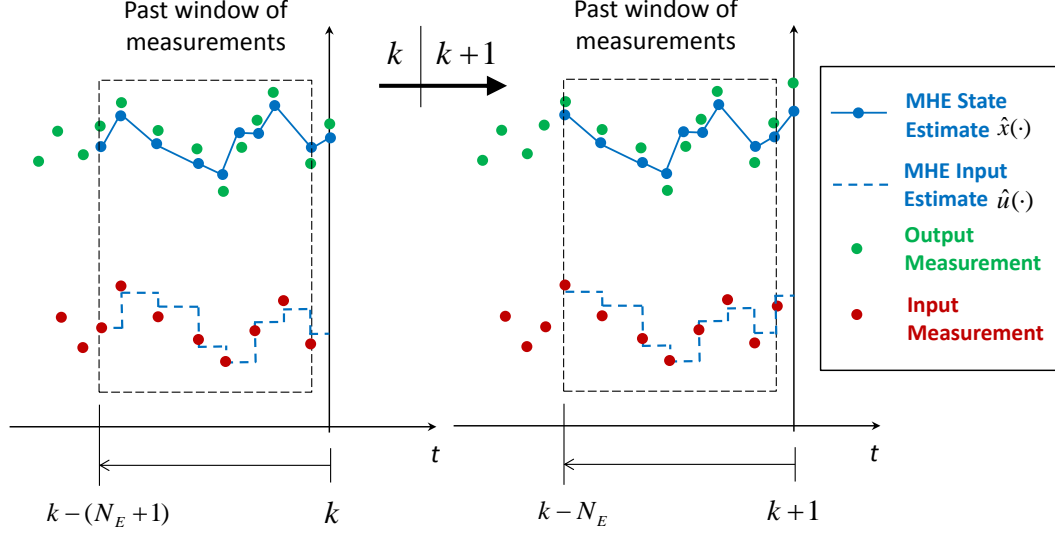 Past window of
measurements
k
k + 1
Past window of
measurements
t
k − (N_E + 1)
k
t
k − N_E
k + 1
MHE State
Estimate x̂(·)
MHE Input
Estimate û(·)
Output
Measurement
Input
Measurement